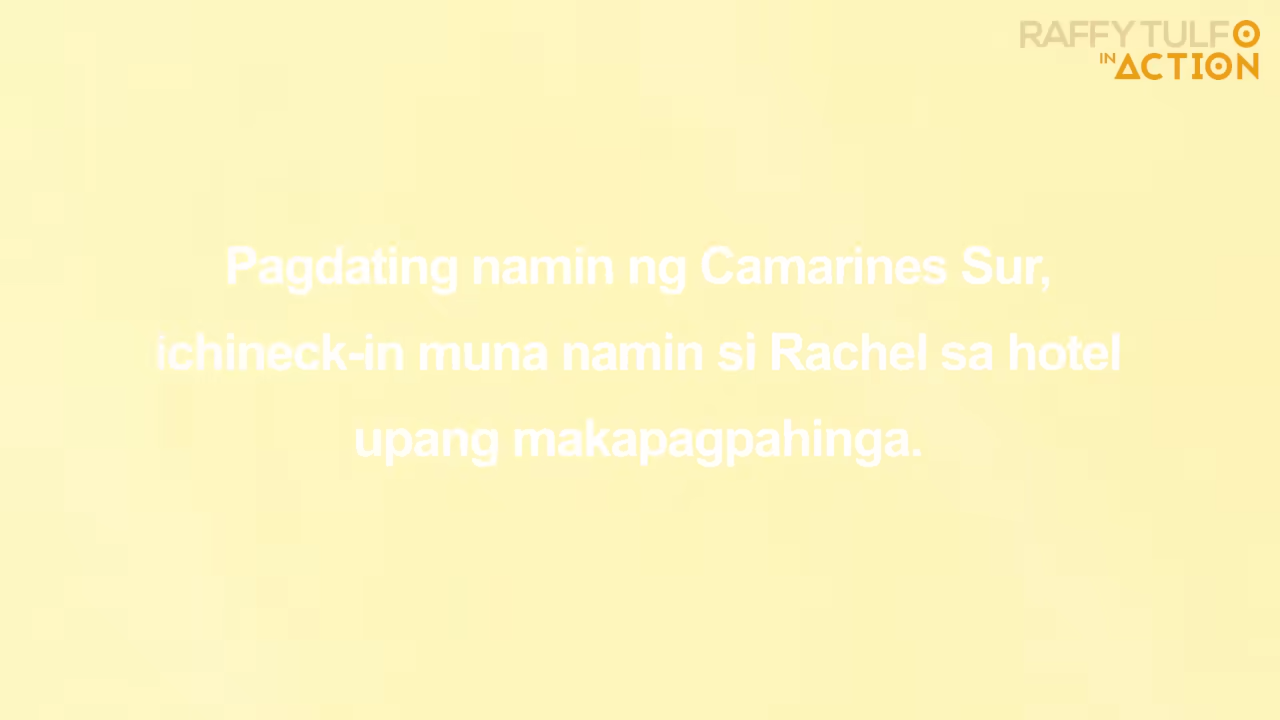 RAFFY TULFO
IN ACTION
Pagdating namin ng Camarines Sur,
ichineck-in muna namin si Rachel sa hotel
upang makapagpahinga.